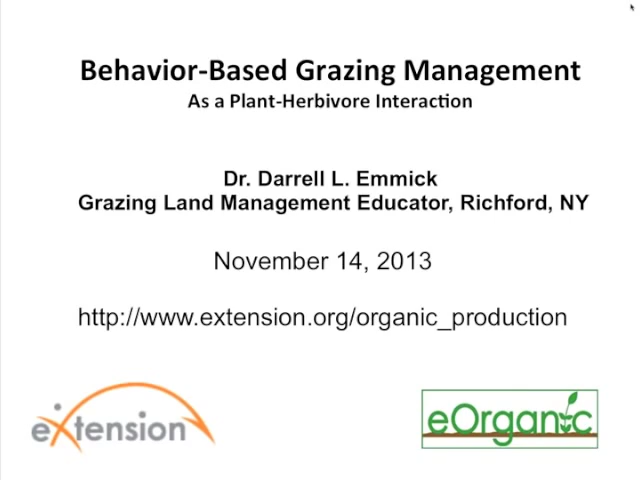 Behavior-Based Grazing Management
As a Plant-Herbivore Interaction
Dr. Darrell L. Emmick
Grazing Land Management Educator, Richford, NY
November 14, 2013
http://www.extension.org/organic_production
eXtension
eOrganic